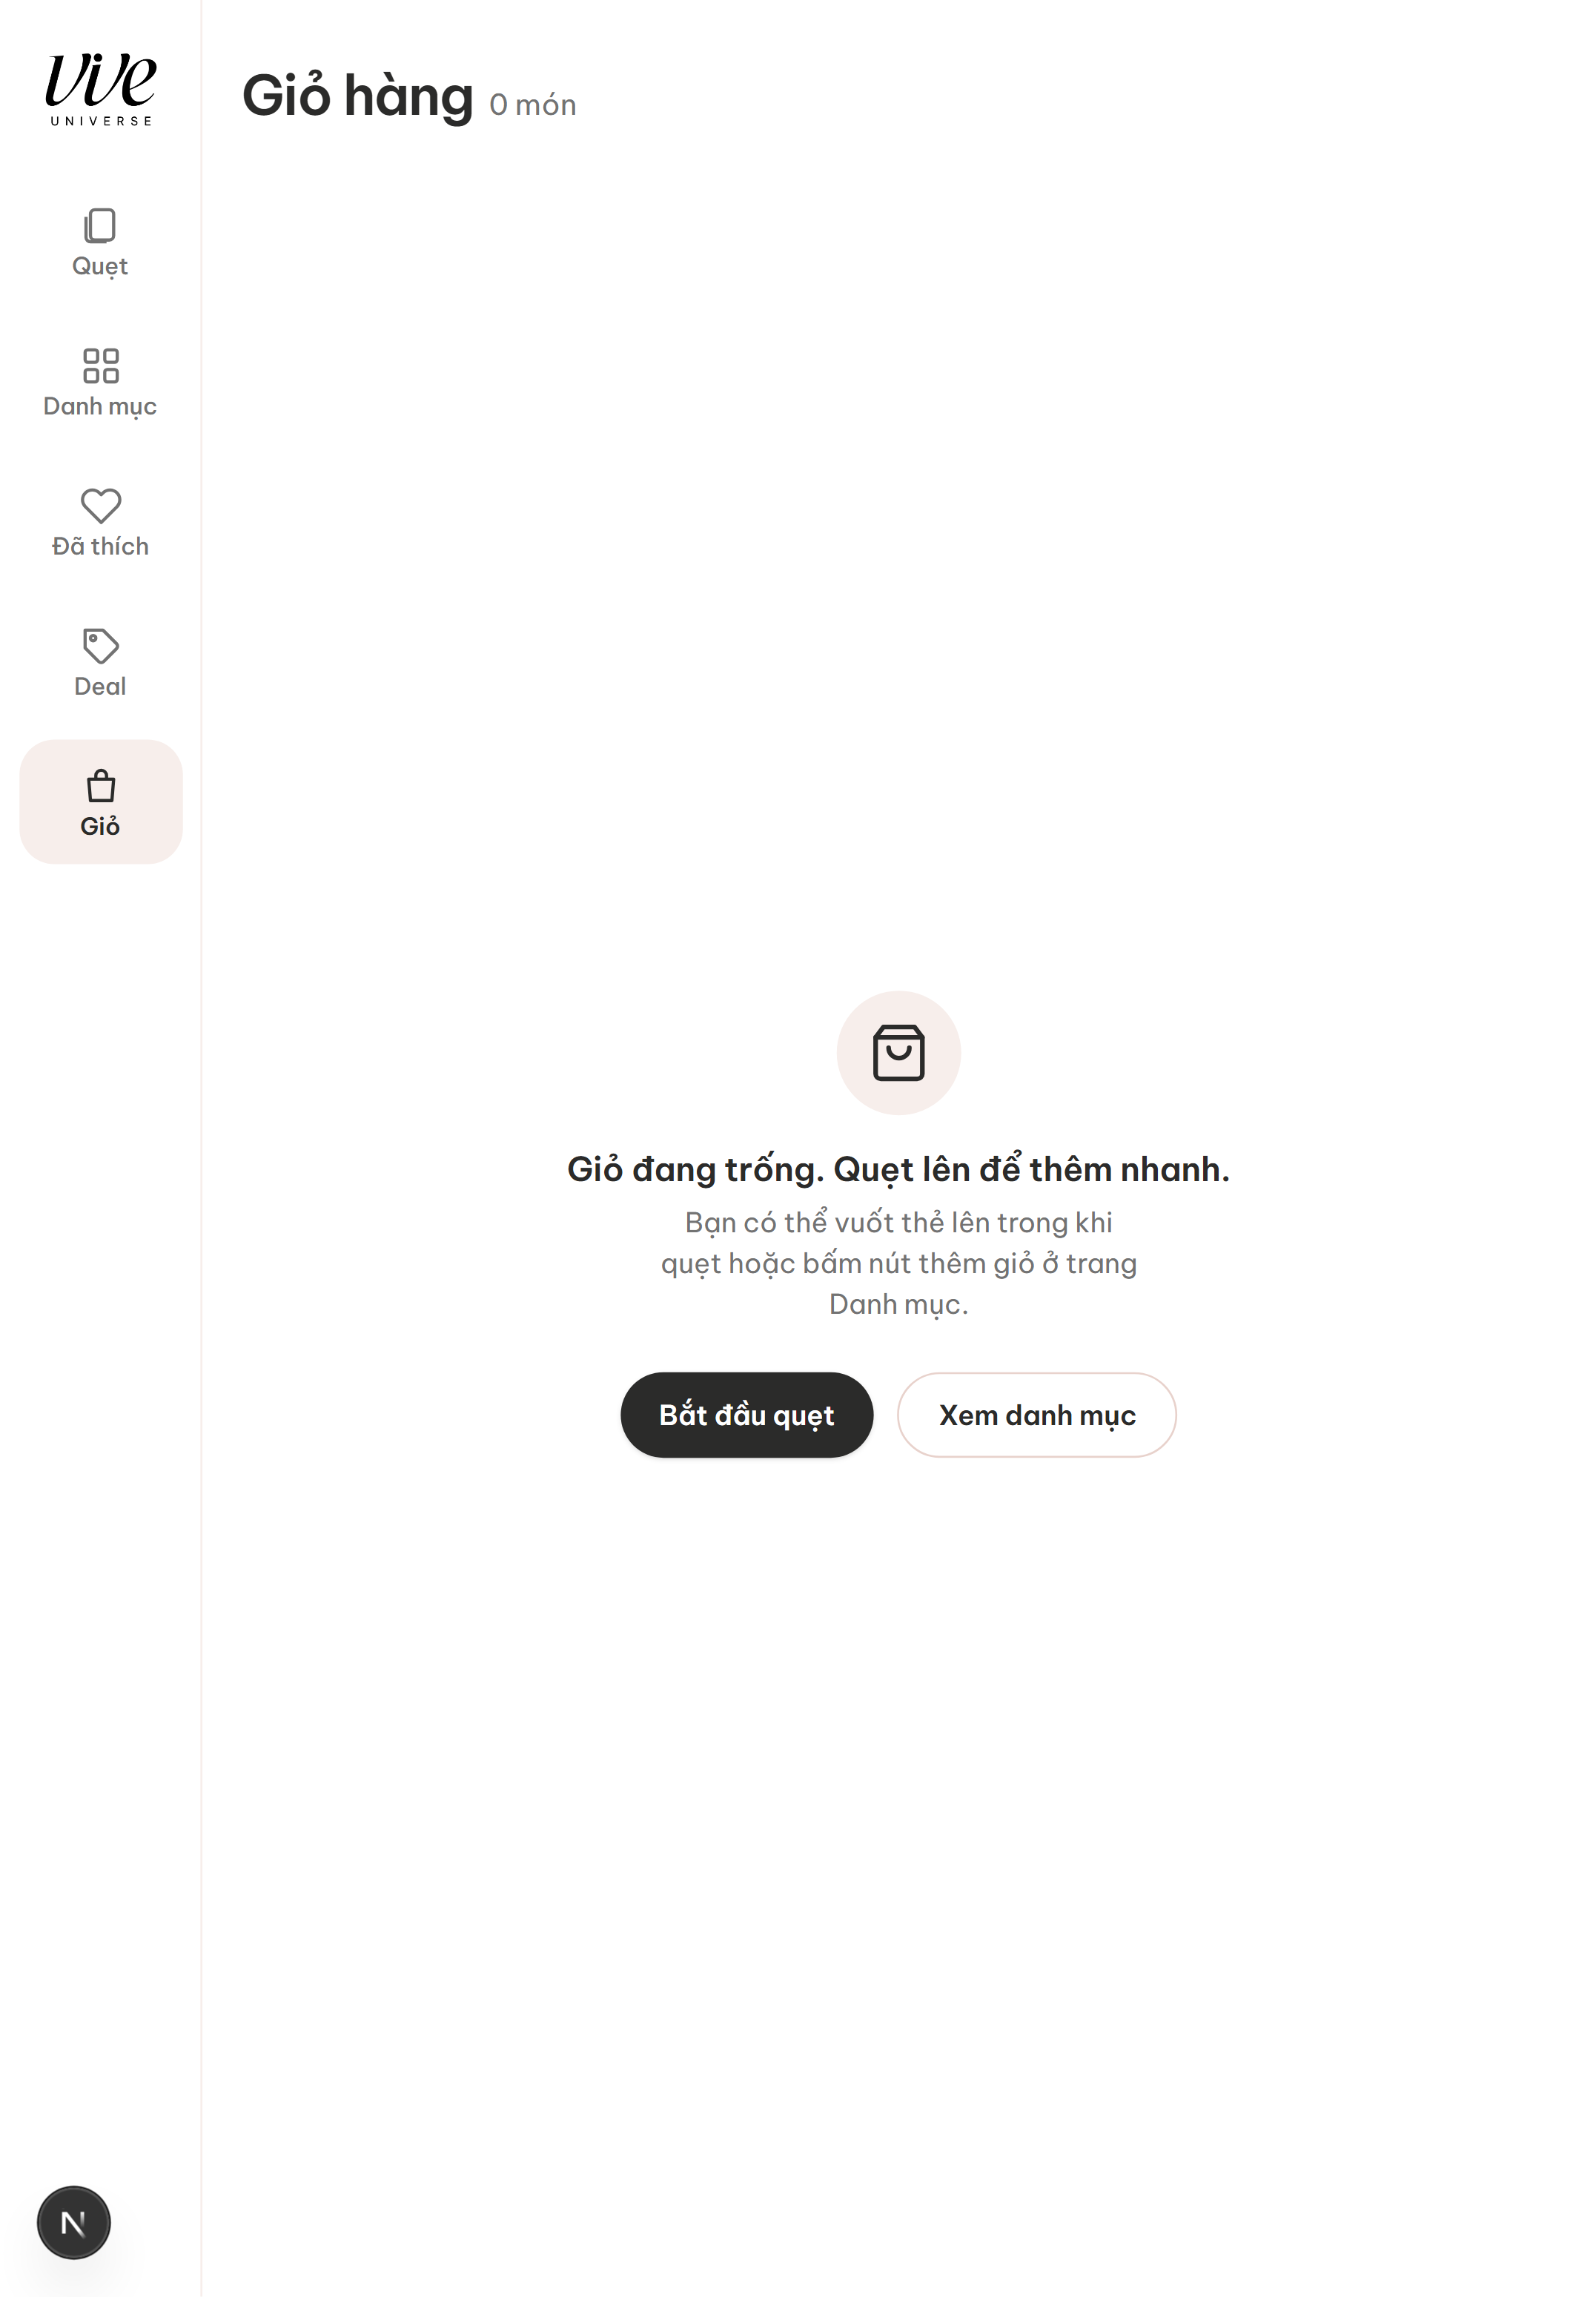 Vive
UNIVERSE
Quẹt
Danh mục
Đã thích
Deal
Giỏ
Giỏ hàng 0 món
Giỏ đang trống. Quẹt lên để thêm nhanh.
Bạn có thể vuốt thẻ lên trong khi
quẹt hoặc bấm nút thêm giỏ ở trang
Danh mục.
Bắt đầu quẹt
Xem danh mục
N